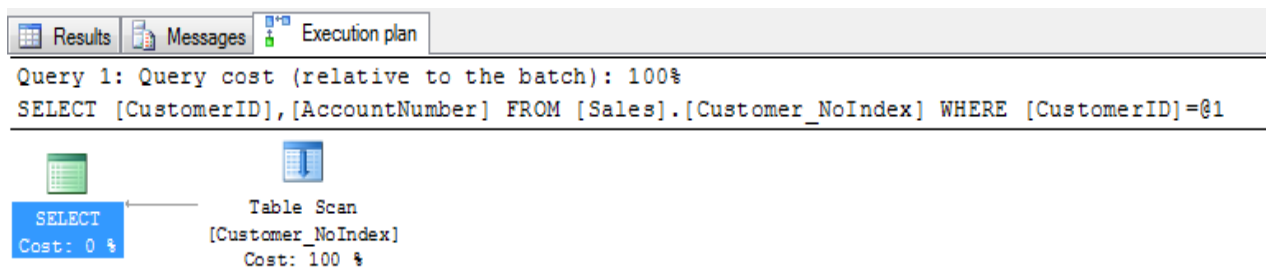 Results Messages Execution plan
Query 1: Query cost (relative to the batch): 100%
SELECT [CustomerID],[AccountNumber] FROM [Sales].[Customer_NoIndex] WHERE [CustomerID]=@1
SELECT
Cost: 0 %
Table Scan
[Customer_NoIndex]
Cost: 100 %